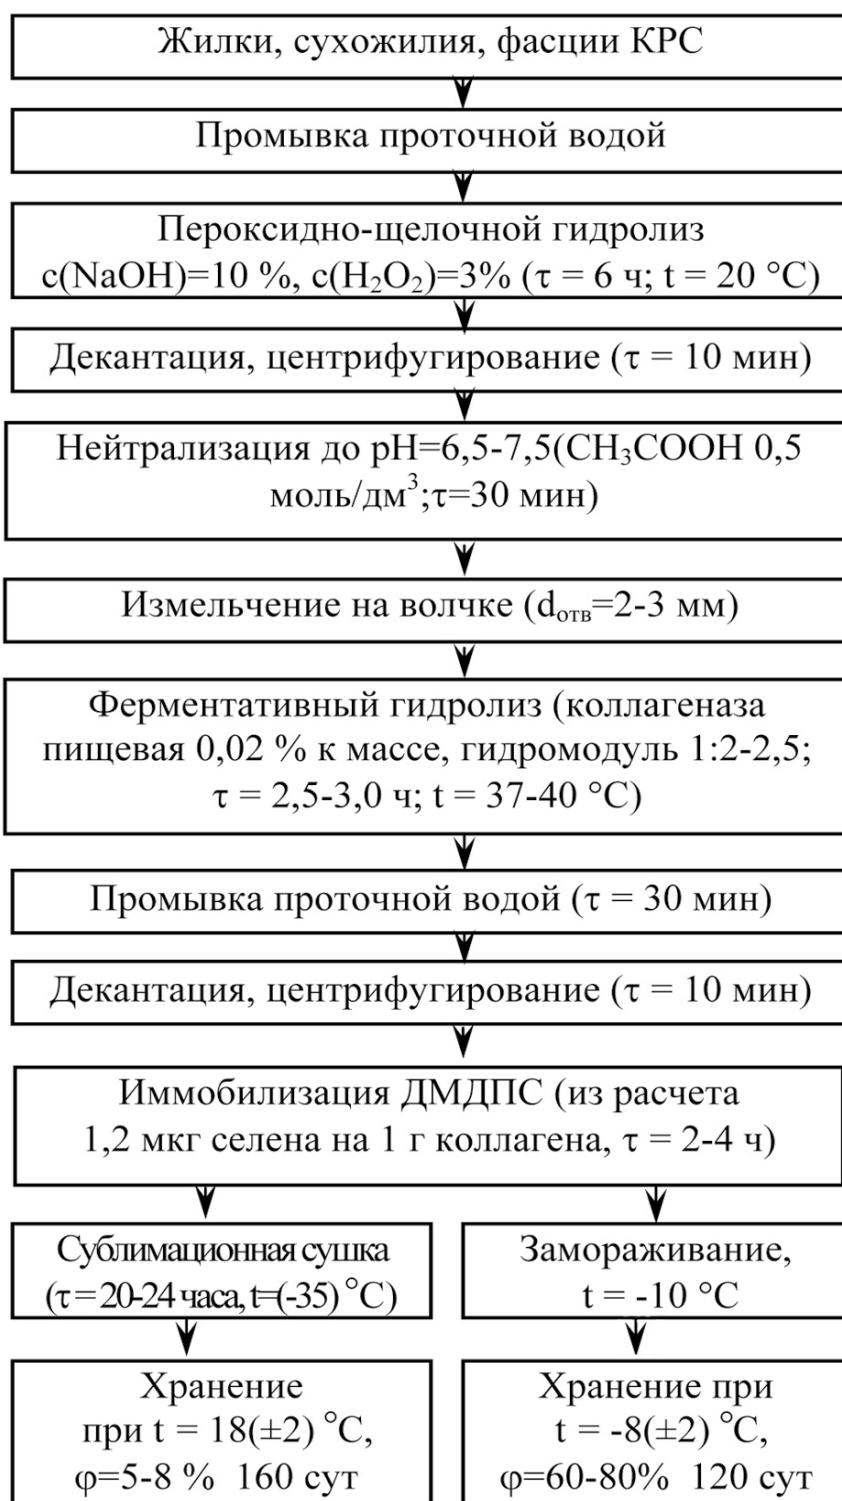 Жилки, сухожилия, фасции КРС
Промывка проточной водой
Пероксидно-щелочной гидролиз
c(NaOH)=10 %, c(H₂O₂)=3% (τ = 6 ч; t = 20 °C)
Декантация, центрифугирование (τ = 10 мин)
Нейтрализация до pH=6,5-7,5(CH₃COOH 0,5
моль/дм³;τ=30 мин)
Измельчение на волчке (dотв=2-3 мм)
Ферментативный гидролиз (коллагеназа
пищевая 0,02 % к массе, гидромодуль 1:2-2,5;
τ = 2,5-3,0 ч; t = 37-40 °C)
Промывка проточной водой (τ = 30 мин)
Декантация, центрифугирование (τ = 10 мин)
Иммобилизация ДМДПС (из расчета
1,2 мкг селена на 1 г коллагена, τ = 2-4 ч)
Сублимационная сушка
(τ = 20-24 часа, t=(-35) °C)
Замораживание,
t = -10 °C
Хранение
при t = 18(±2) °C,
φ=5-8 % 160 сут
Хранение при
t = -8(±2) °C,
φ=60-80% 120 сут